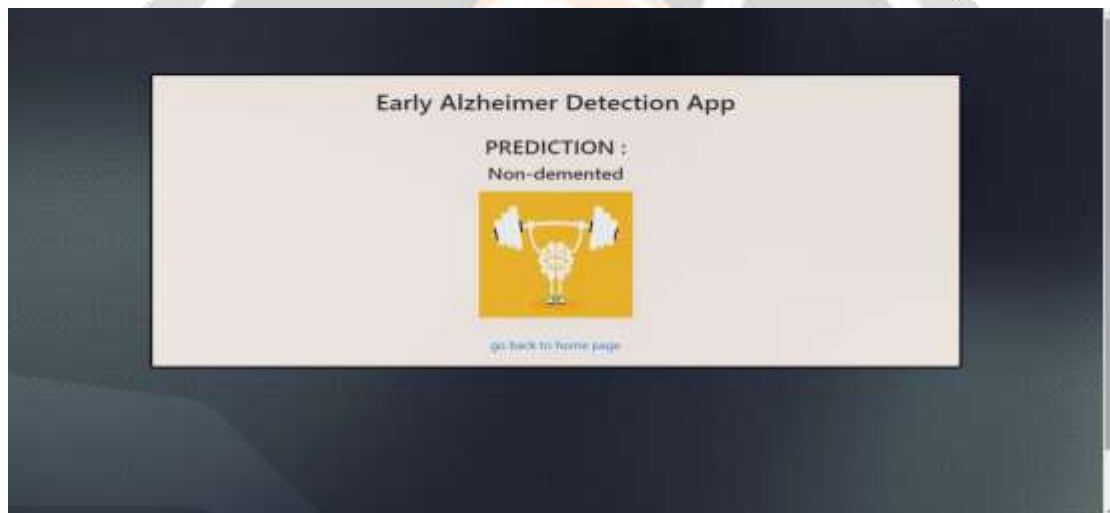 Early Alzheimer Detection App
PREDICTION :
Non-demented
go back to home page